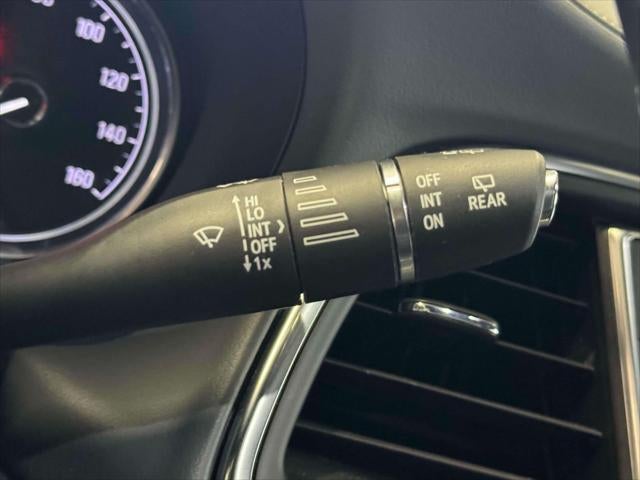 100
120
140
160
HI
LO
INT
OFF
1x
OFF
INT
ON
REAR